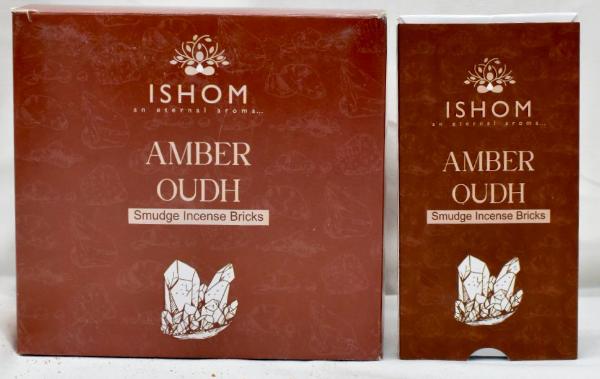 ISHOM
an eternal aroma...
AMBER
OUDH
Smudge Incense Bricks
ISHOM
an eternal aroma...
AMBER
OUDH
Smudge Incense Bricks